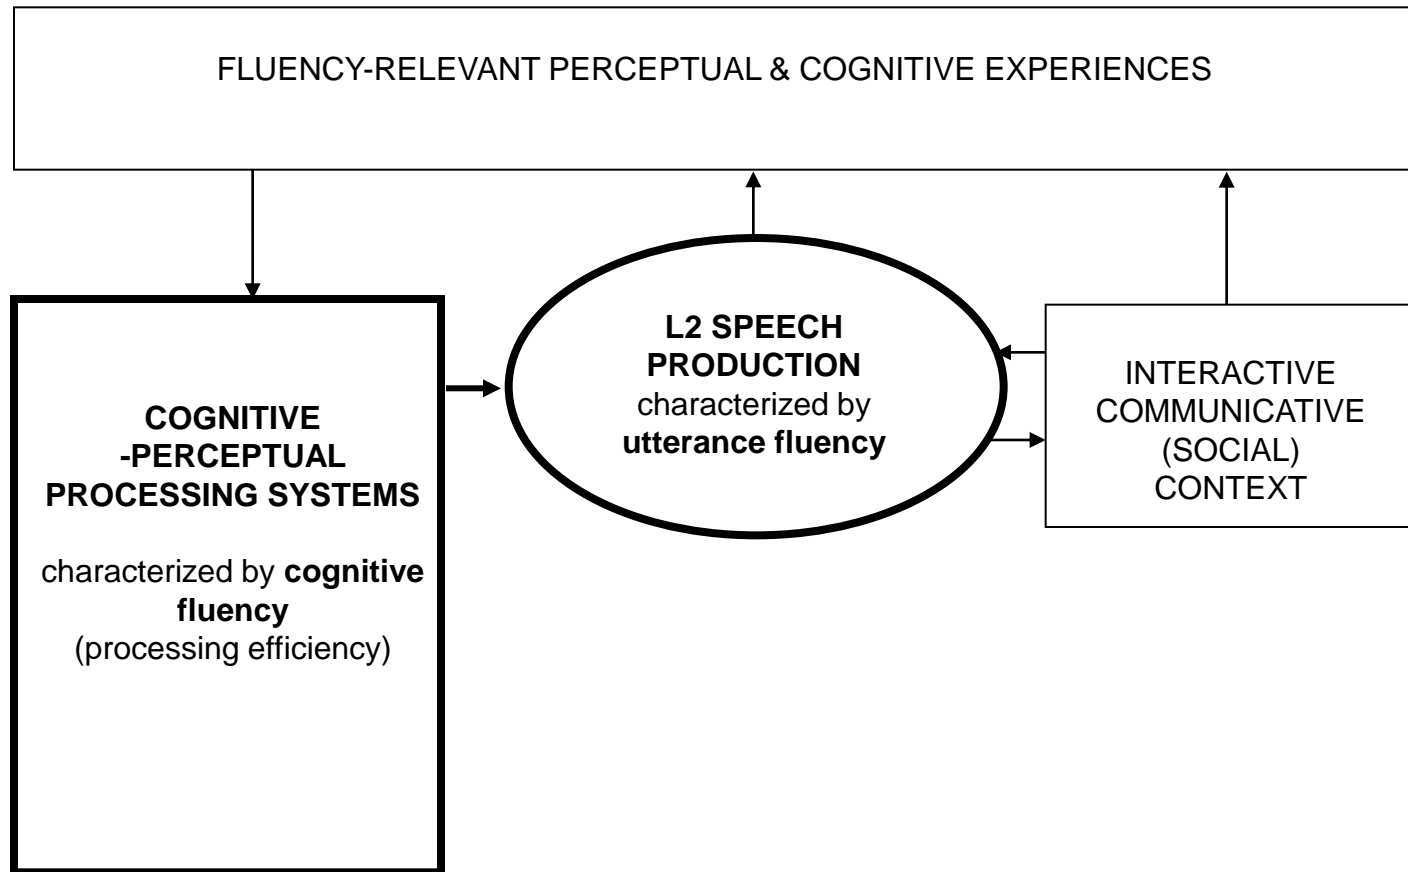 FLUENCY-RELEVANT PERCEPTUAL & COGNITIVE EXPERIENCES
COGNITIVE
-PERCEPTUAL
PROCESSING SYSTEMS
characterized by cognitive
fluency
(processing efficiency)
L2 SPEECH
PRODUCTION
characterized by
utterance fluency
INTERACTIVE
COMMUNICATIVE
(SOCIAL)
CONTEXT